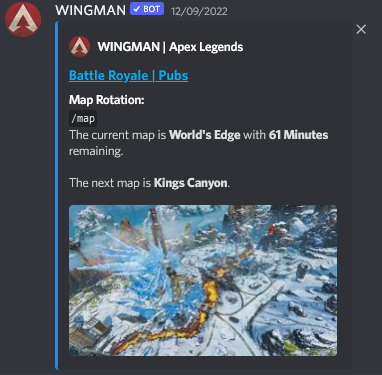 WINGMAN ✓ BOT 12/09/2022
WINGMAN | Apex Legends
Battle Royale | Pubs
Map Rotation:
/map
The current map is World's Edge with 61 Minutes
remaining.
The next map is Kings Canyon.